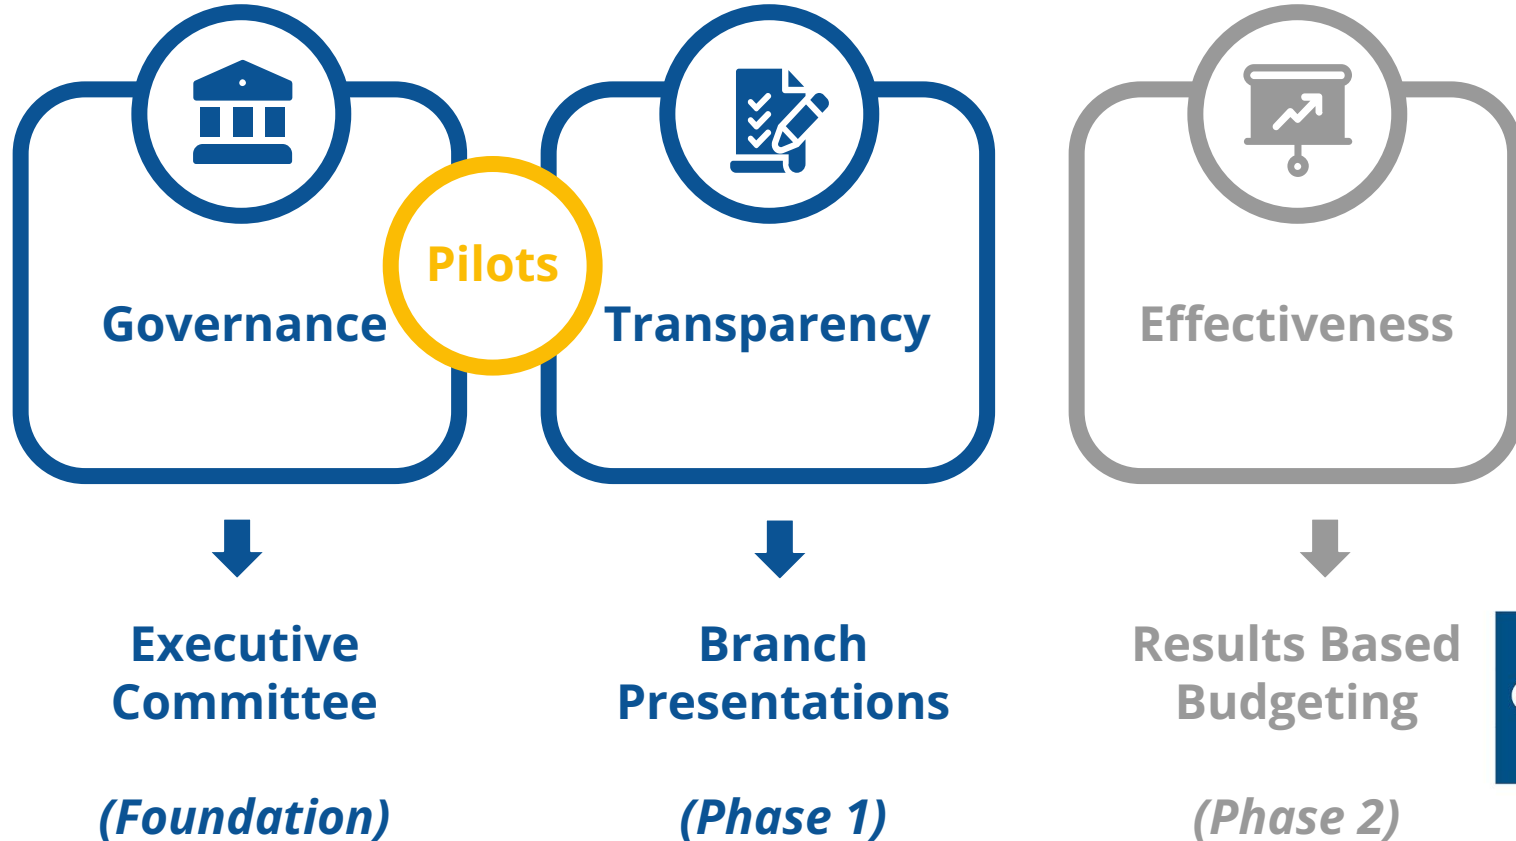 Pilots
Governance
Transparency
Effectiveness
Executive
Committee
(Foundation)
Branch
Presentations
(Phase 1)
Results Based
Budgeting
(Phase 2)